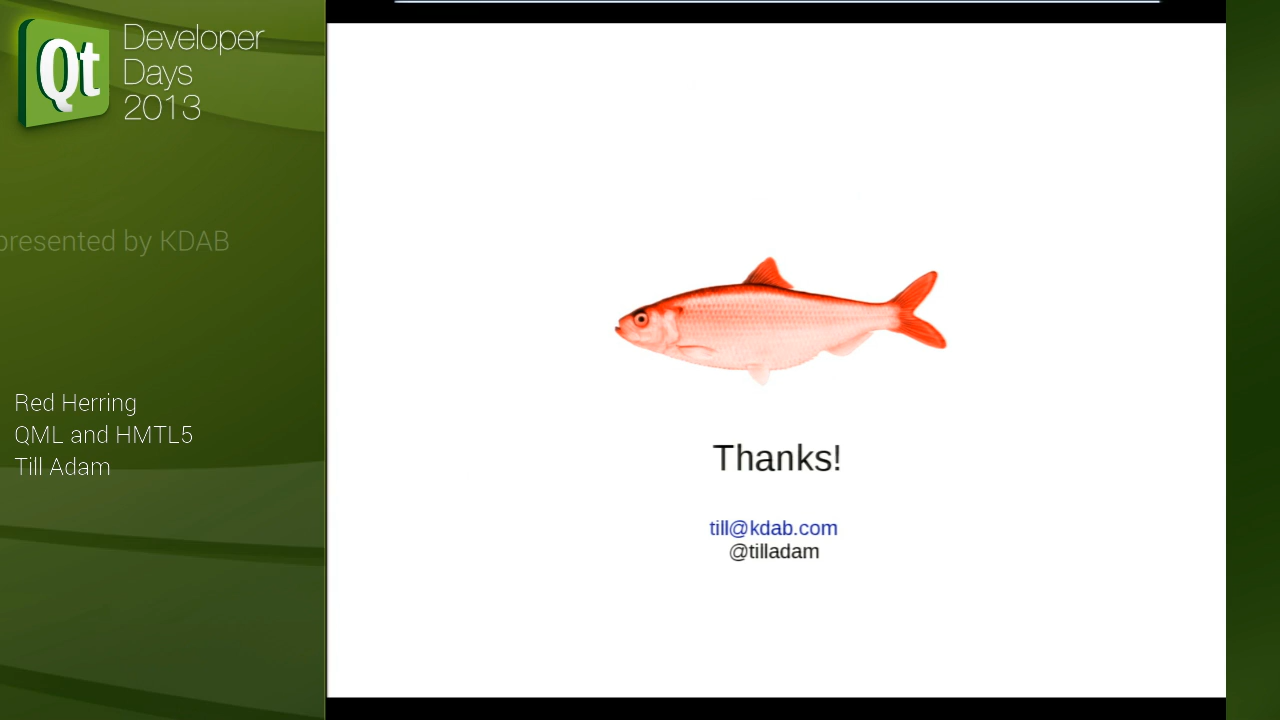 Qt
Developer
Days
2013
presented by KDAB
Red Herring
QML and HMTL5
Till Adam
Thanks!
till@kdab.com
@tilladam